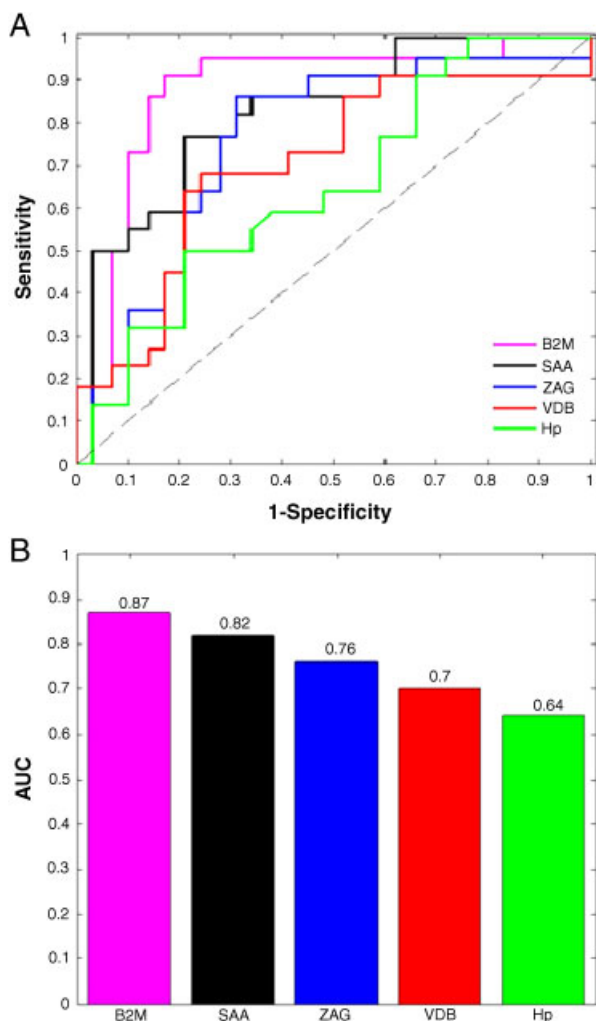 A
1
0.9
0.8
0.7
0.6
0.5
0.4
0.3
0.2
0.1
0
Sensitivity
B2M
SAA
ZAG
VDB
Hp
0 0.1 0.2 0.3 0.4 0.5 0.6 0.7 0.8 0.9 1
1-Specificity
B
1
0.9
0.8
0.7
0.6
0.5
0.4
0.3
0.2
0.1
0
AUC
0.87 0.82 0.76 0.7 0.64
B2M SAA ZAG VDB Hp